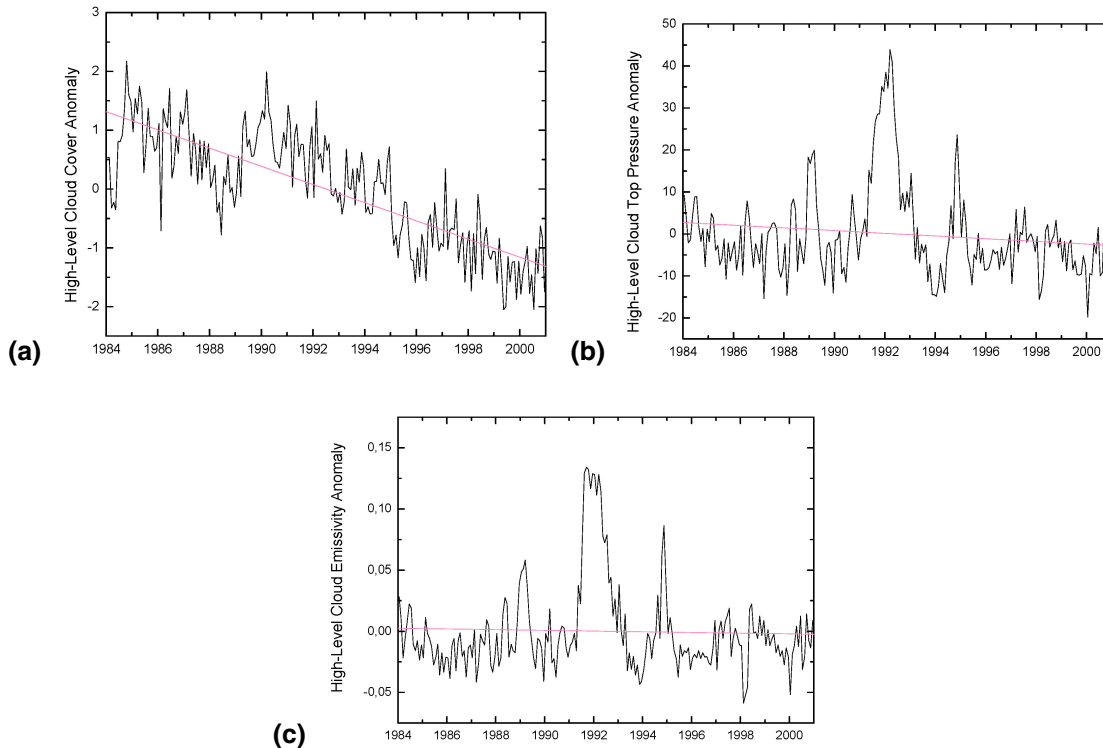 3
2
1
0
-1
-2
High-Level Cloud Cover Anomaly
1984 1986 1988 1990 1992 1994 1996 1998 2000
(a)
50
40
30
20
10
0
-10
-20
High-Level Cloud Top Pressure Anomaly
1984 1986 1988 1990 1992 1994 1996 1998 2000
(b)
0,15
0,10
0,05
0,00
-0,05
High-Level Cloud Emissivity Anomaly
1984 1986 1988 1990 1992 1994 1996 1998 2000
(c)